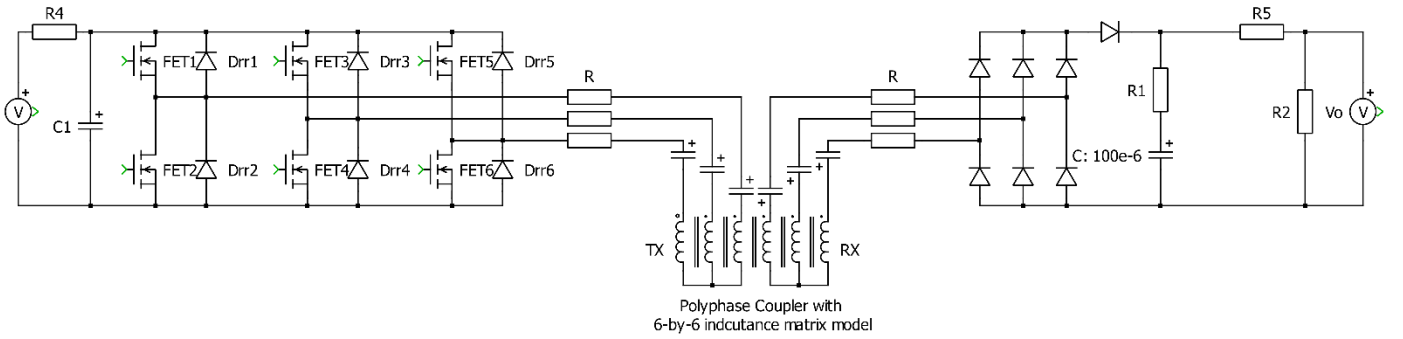 R4
R5
FET1
Drr1
FET3
Drr3
FET5
Drr5
R
R
R1
+
V
C1
+
R2
Vo
+
V
FET2
Drr2
FET4
Drr4
FET6
Drr6
+
+
+
+
+
+
C: 100e-6
+
TX
RX
Polyphase Coupler with
6-by-6 indcutance matrix model